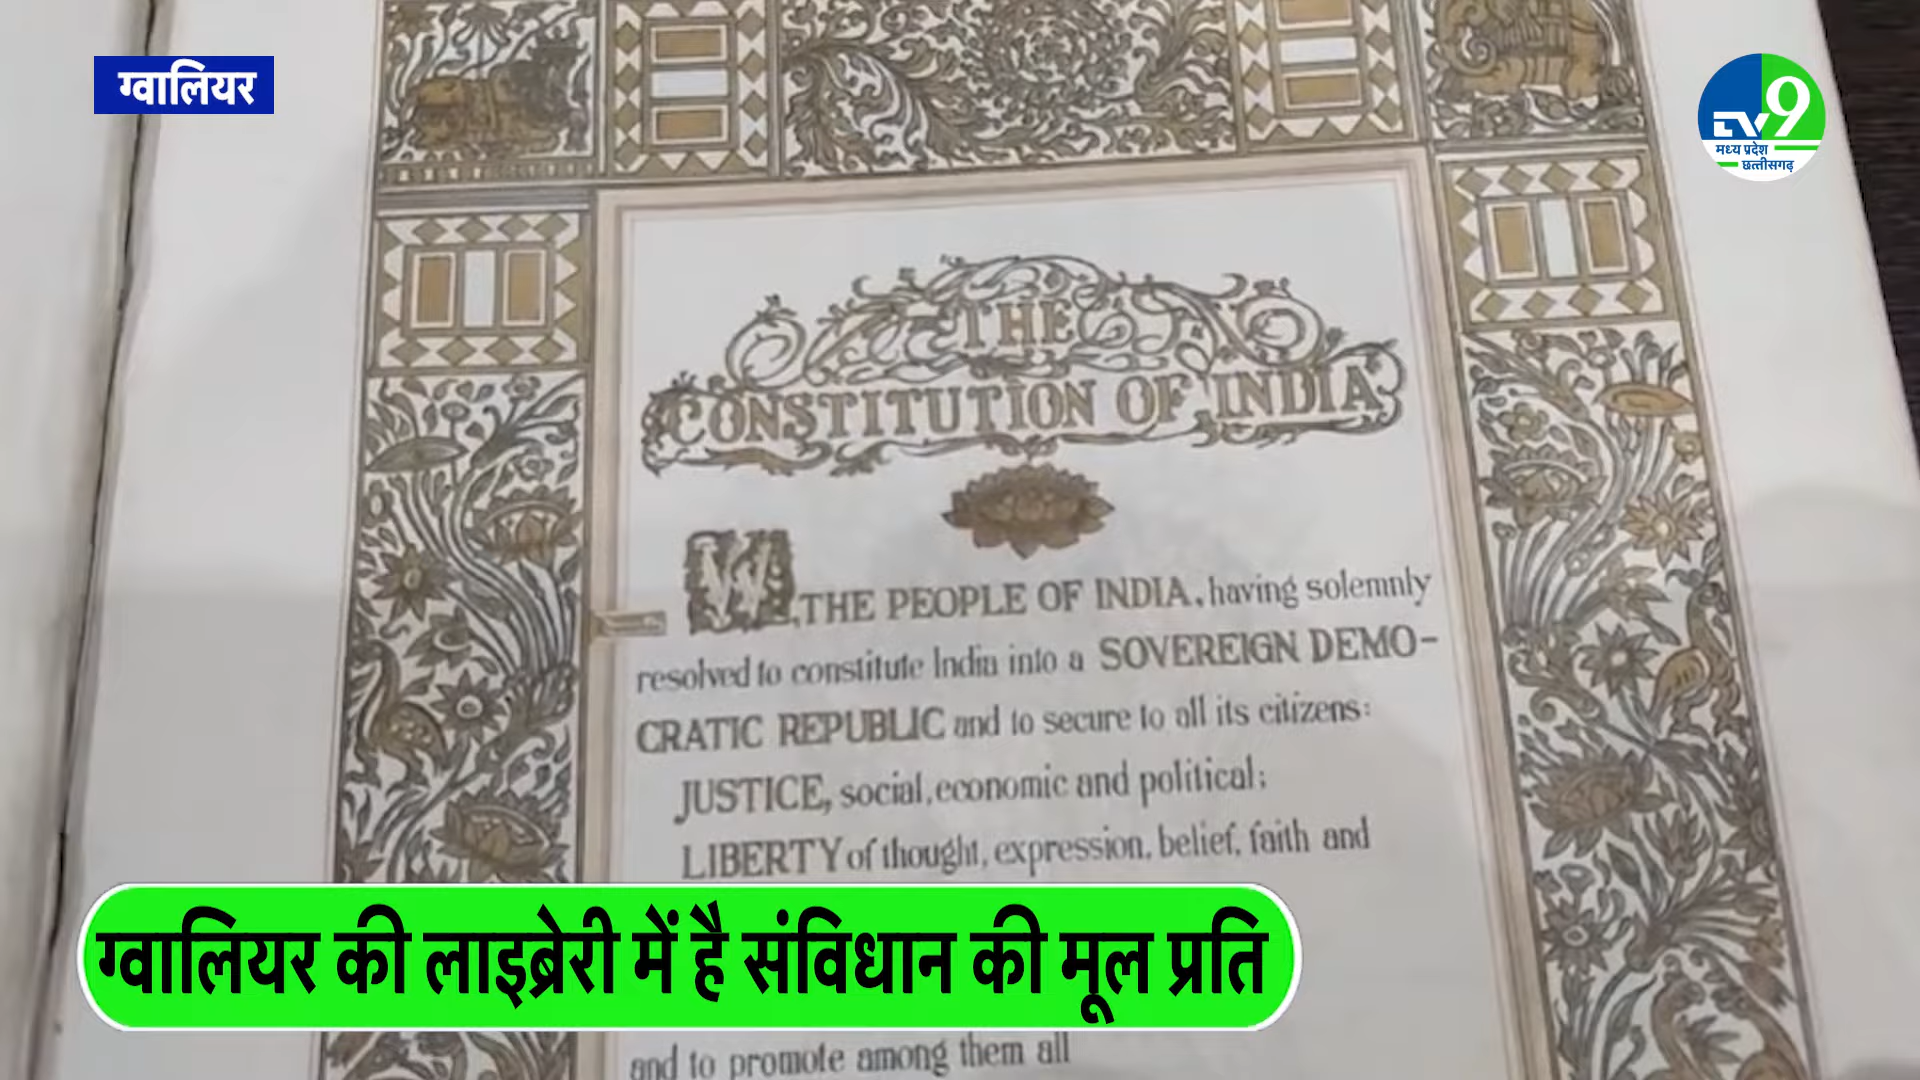 ग्वालियर
TV9
मध्य प्रदेश
छत्तीसगढ़
THE
CONSTITUTION OF INDIA
WE, THE PEOPLE OF INDIA, having solemnly
resolved to constitute India into a SOVEREIGN DEMO-
CRATIC REPUBLIC and to secure to all its citizens:
JUSTICE, social, economic and political;
LIBERTY of thought, expression, belief, faith and
ग्वालियर की लाइब्रेरी में है संविधान की मूल प्रति
and to promote among them all